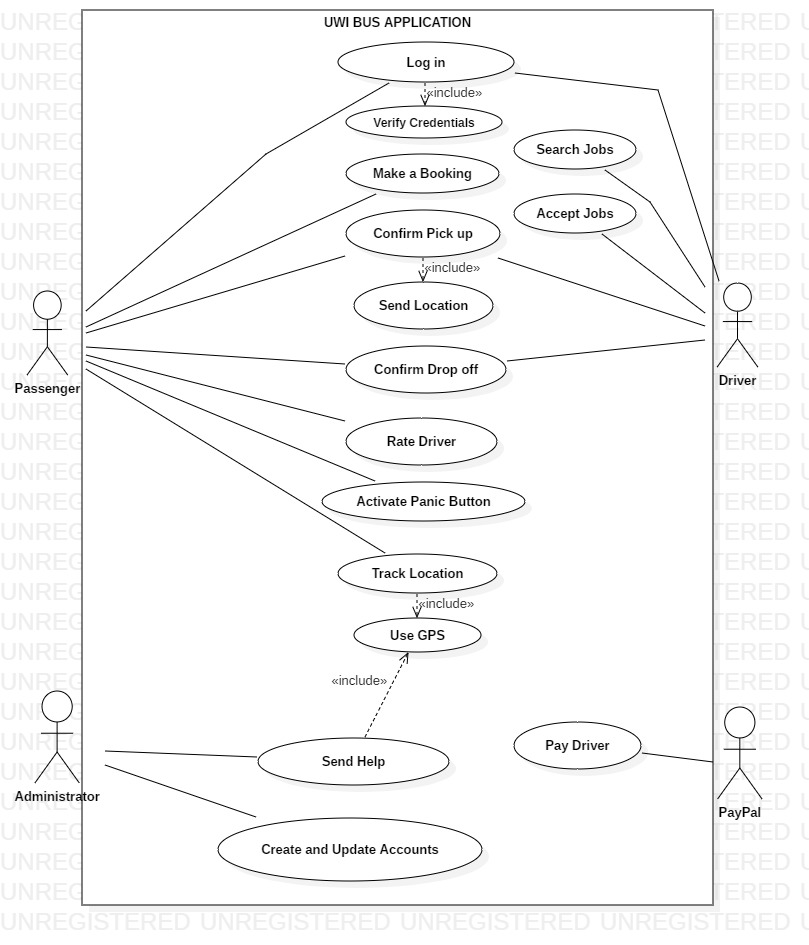 UWI BUS APPLICATION
Log in
«include»
Verify Credentials
Search Jobs
Make a Booking
Accept Jobs
Confirm Pick up
«include»
Send Location
Confirm Drop off
Passenger
Driver
Rate Driver
Activate Panic Button
Track Location
«include»
Use GPS
«include»
Send Help
Pay Driver
Administrator
PayPal
Create and Update Accounts
UNREGISTERED UNREGISTERED UNREGISTERED UNREGISTERED